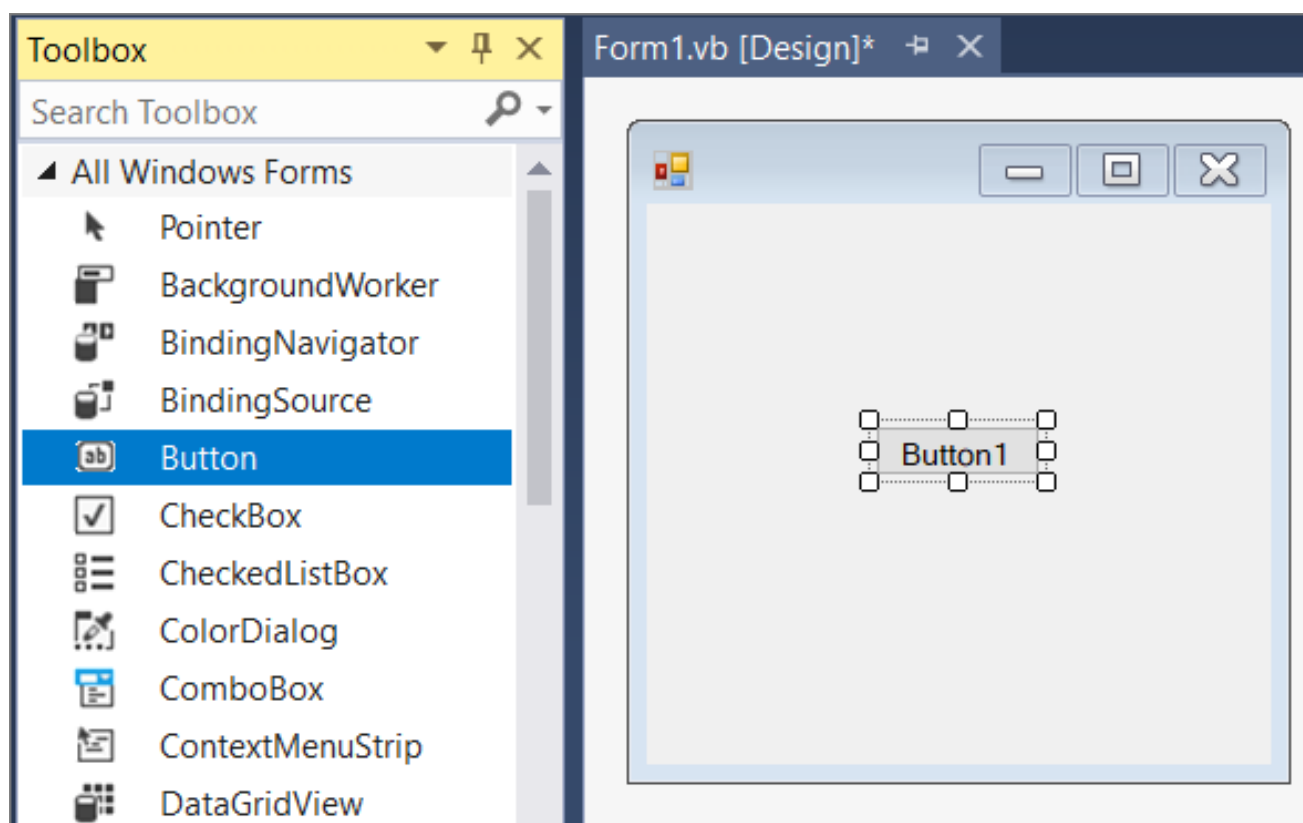 Toolbox
Search Toolbox
All Windows Forms
Pointer
BackgroundWorker
BindingNavigator
BindingSource
ab
Button
CheckBox
CheckedListBox
ColorDialog
ComboBox
ContextMenuStrip
DataGridView
Form1.vb [Design]*
Button1